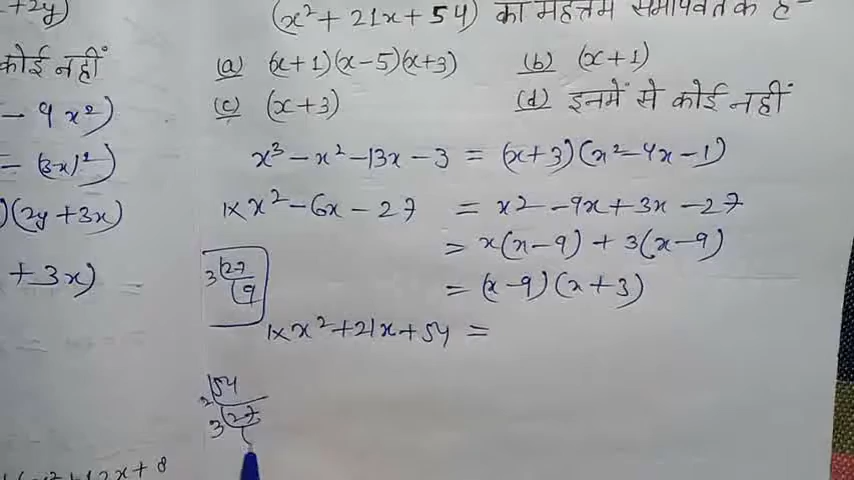 +2y)
कोई नहीं
- 9x²)
= (3x)²)
)(2y + 3x)
+ 3x)
(x² + 21x + 54) का महत्तम समापवर्तक है -
(a) (x+1)(x-5)(x+3) (b) (x+1)
(c) (x+3) (d) इनमें से कोई नहीं
x³ - x² - 13x - 3 = (x+3)(x² - 4x - 1)
1×x² - 6x - 27 = x2 - 9x + 3x - 27
= x(x-9) + 3(x-9)
= (x-9)(x+3)
3 27
9
1×x² + 21x + 54 =
2 54
3 27
+ 12x + 8